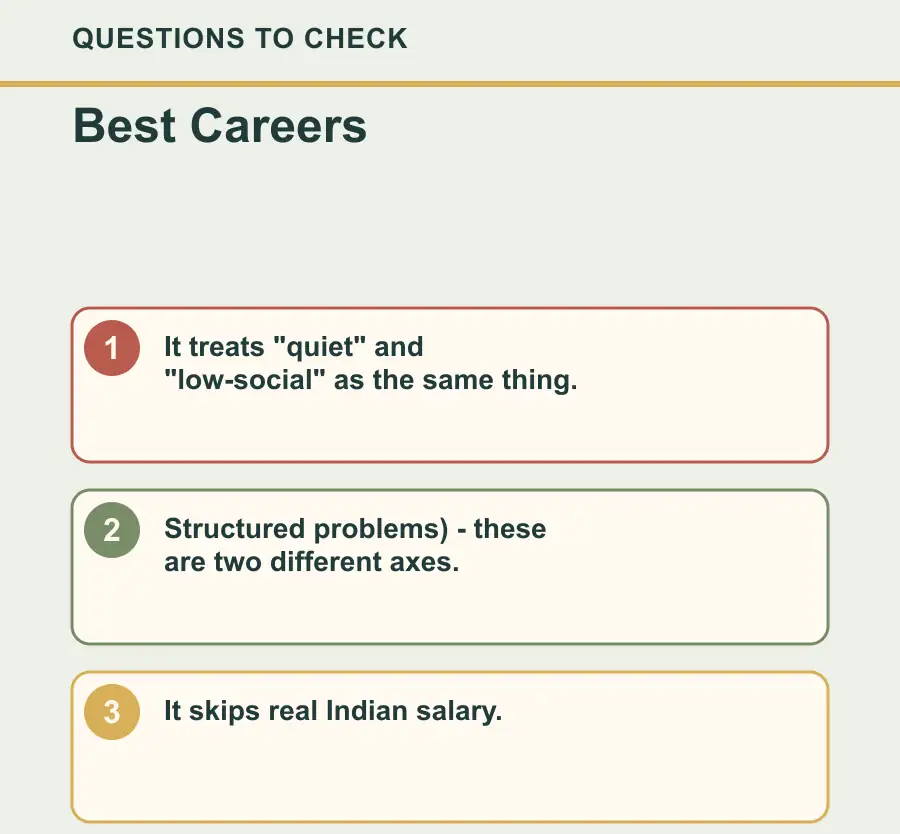 QUESTIONS TO CHECK
Best Careers
1
It treats "quiet" and
"low-social" as the same thing.
2
Structured problems) - these
are two different axes.
3
It skips real Indian salary.